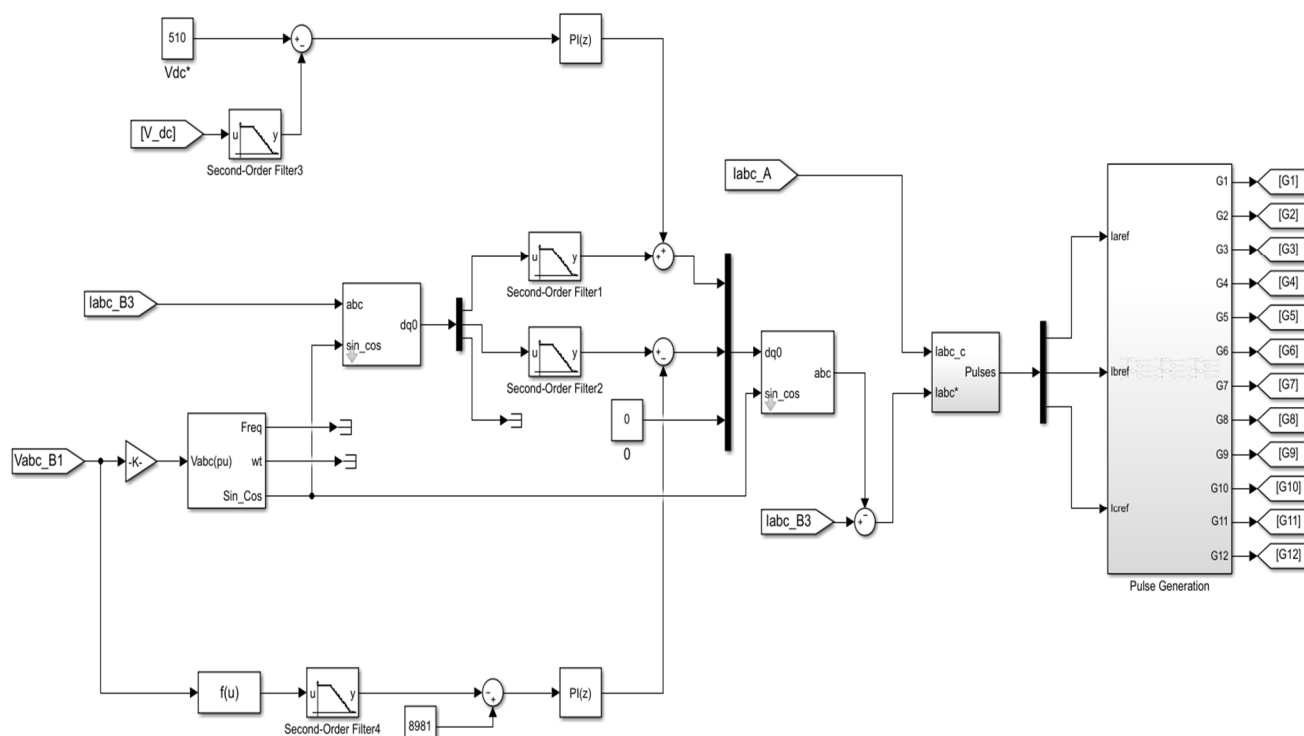 510
Vdc*
+
-
PI(z)
[V_dc]
u
y
Second-Order Filter3
Iabc_A
G1
[G1]
G2
[G2]
Iaref
G3
[G3]
u
y
+
+
Second-Order Filter1
G4
[G4]
Iabc_B3
abc
dq0
sin_cos
G5
[G5]
u
y
+
-
dq0
abc
sin_cos
Iabc_c
Pulses
Iabc*
G6
[G6]
Ibref
G7
[G7]
Second-Order Filter2
0
0
G8
[G8]
Vabc_B1
-K-
Freq
Vabc(pu)
wt
Sin_Cos
G9
[G9]
G10
[G10]
Iabc_B3
+
-
Icref
G11
[G11]
G12
[G12]
Pulse Generation
f(u)
u
y
Second-Order Filter4
-
+
8981
PI(z)